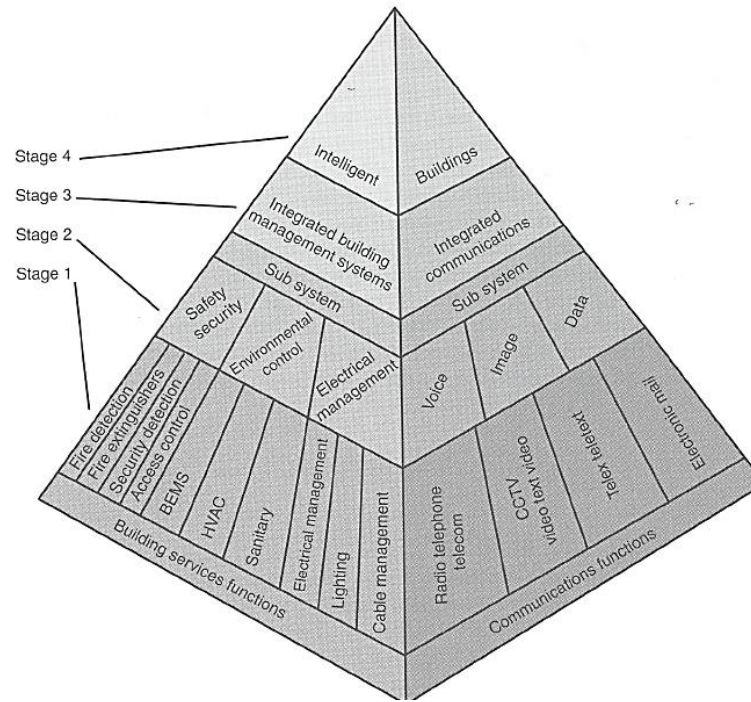 Stage 4
Stage 3
Stage 2
Stage 1
Intelligent
Buildings
Integrated building
management systems
Integrated
communications
Sub system
Sub system
Safety
security
Environmental
control
Electrical
management
Voice
Image
Data
Fire detection
Fire extinguishers
Security detection
Access control
BEMS
HVAC
Sanitary
Electrical management
Lighting
Cable management
Radio telephone
telecom
CCTV
video text video
Telex teletext
Electronic mail
Building services functions
Communications functions